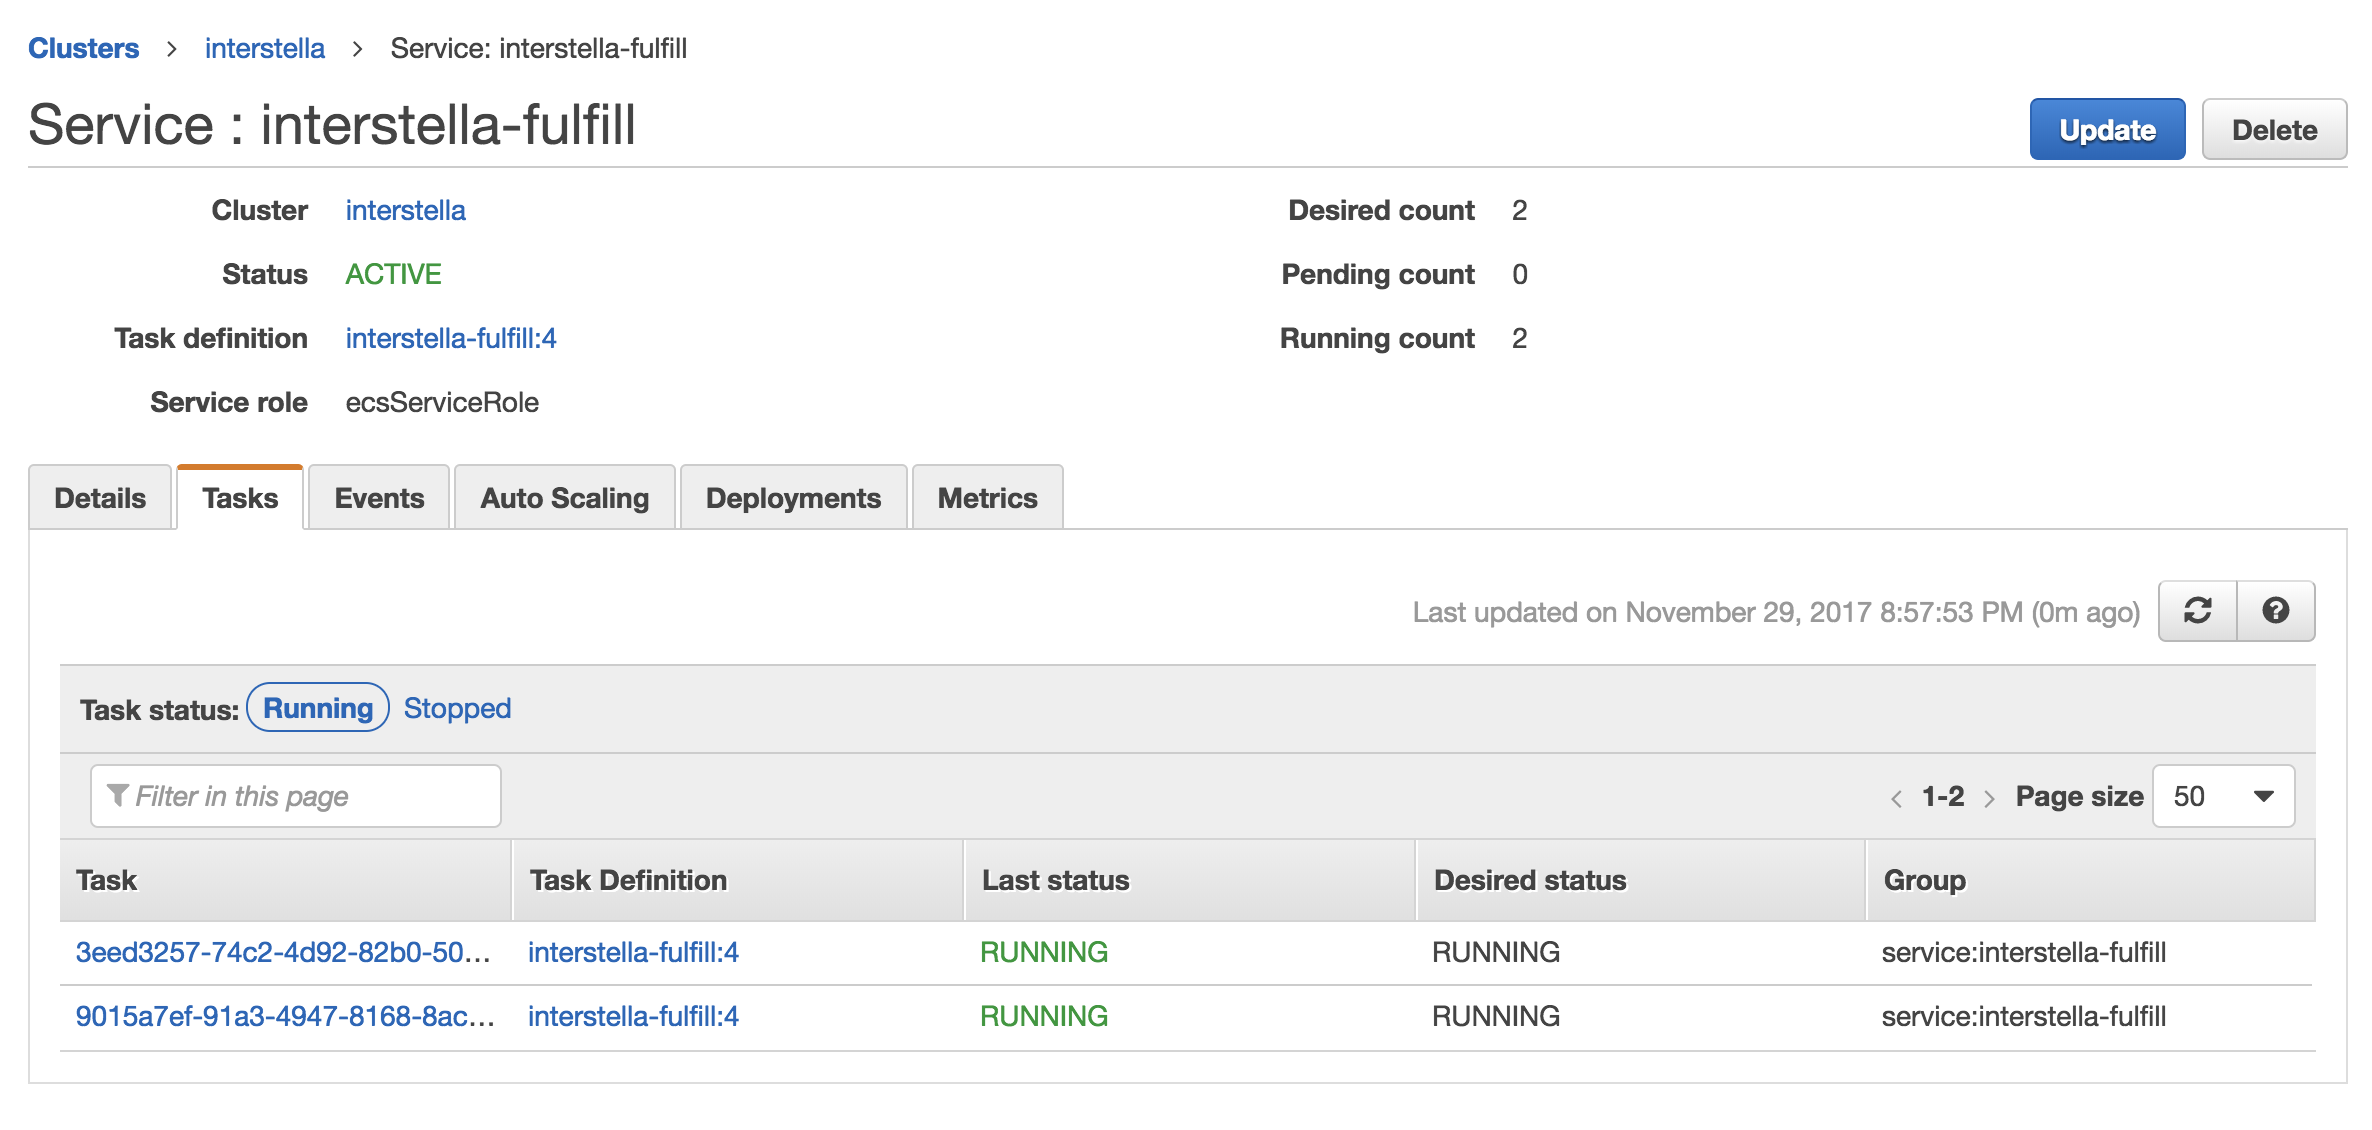 Clusters > interstella > Service: interstella-fulfill
Service : interstella-fulfill
Update Delete
Cluster interstella Desired count 2
Status ACTIVE Pending count 0
Task definition interstella-fulfill:4 Running count 2
Service role ecsServiceRole
Details Tasks Events Auto Scaling Deployments Metrics
Last updated on November 29, 2017 8:57:53 PM (0m ago)
Task status: Running Stopped
Filter in this page < 1-2 > Page size 50
Task Task Definition Last status Desired status Group
3eed3257-74c2-4d92-82b0-50... interstella-fulfill:4 RUNNING RUNNING service:interstella-fulfill
9015a7ef-91a3-4947-8168-8ac... interstella-fulfill:4 RUNNING RUNNING service:interstella-fulfill